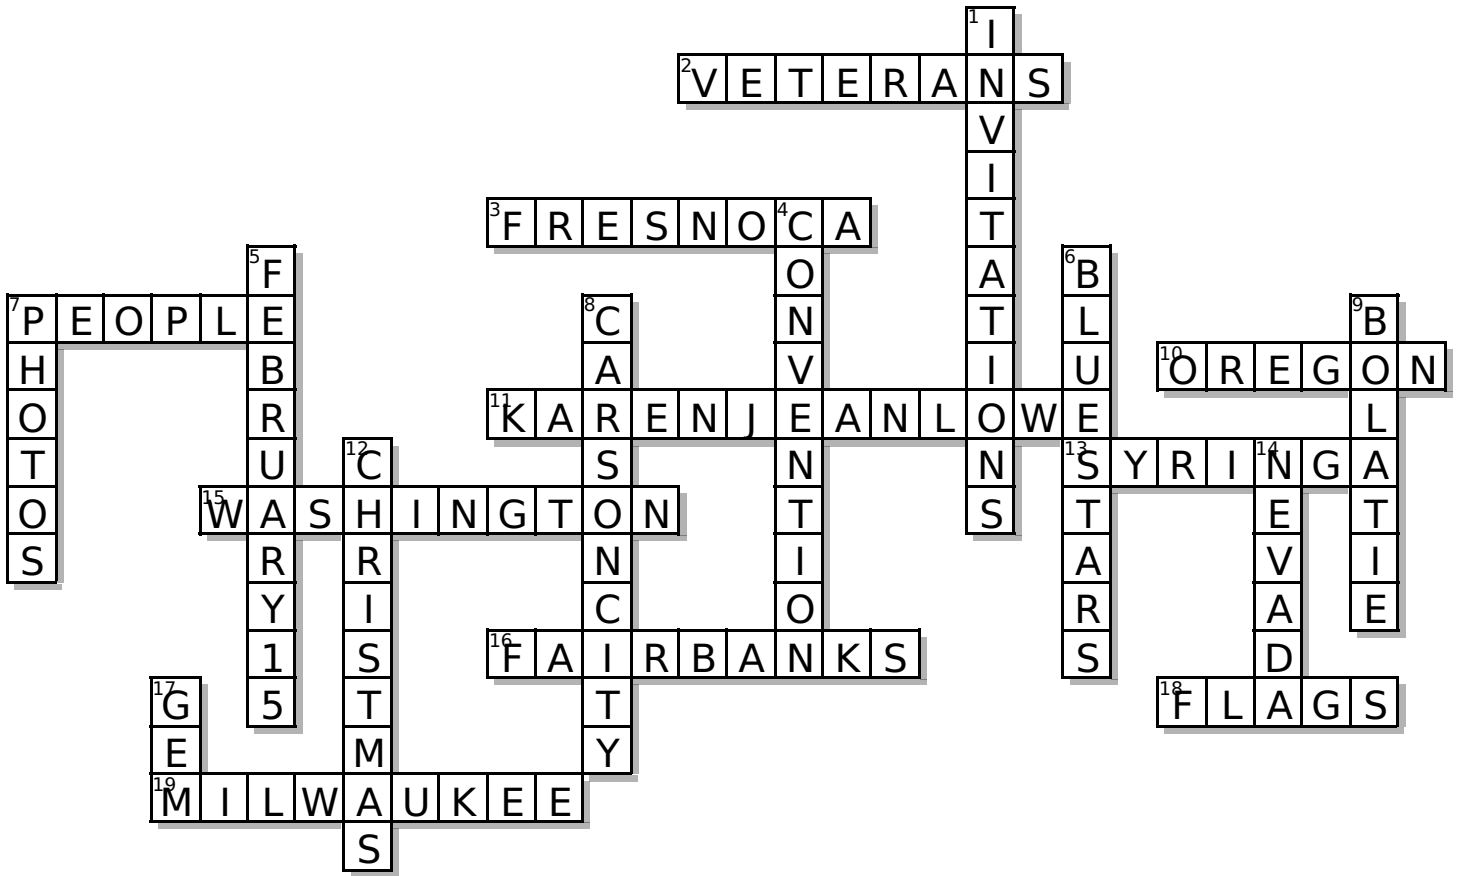 1 INVITATIONS
2 VETERANS
3 FRESNOCA
4 CONVENTION
5 FEBRUARY15
6 BLUESTARS
7 PEOPLE
PHOTOS
8 CARSONCITY
9 BOLATIE
10 OREGON
11 KARENJEANLOWE
12 CHRISTMAS
13 SYRINGA
14 NEVADA
15 WASHINGTON
16 FAIRBANKS
17 GEM
18 FLAGS
19 MILWAUKEE